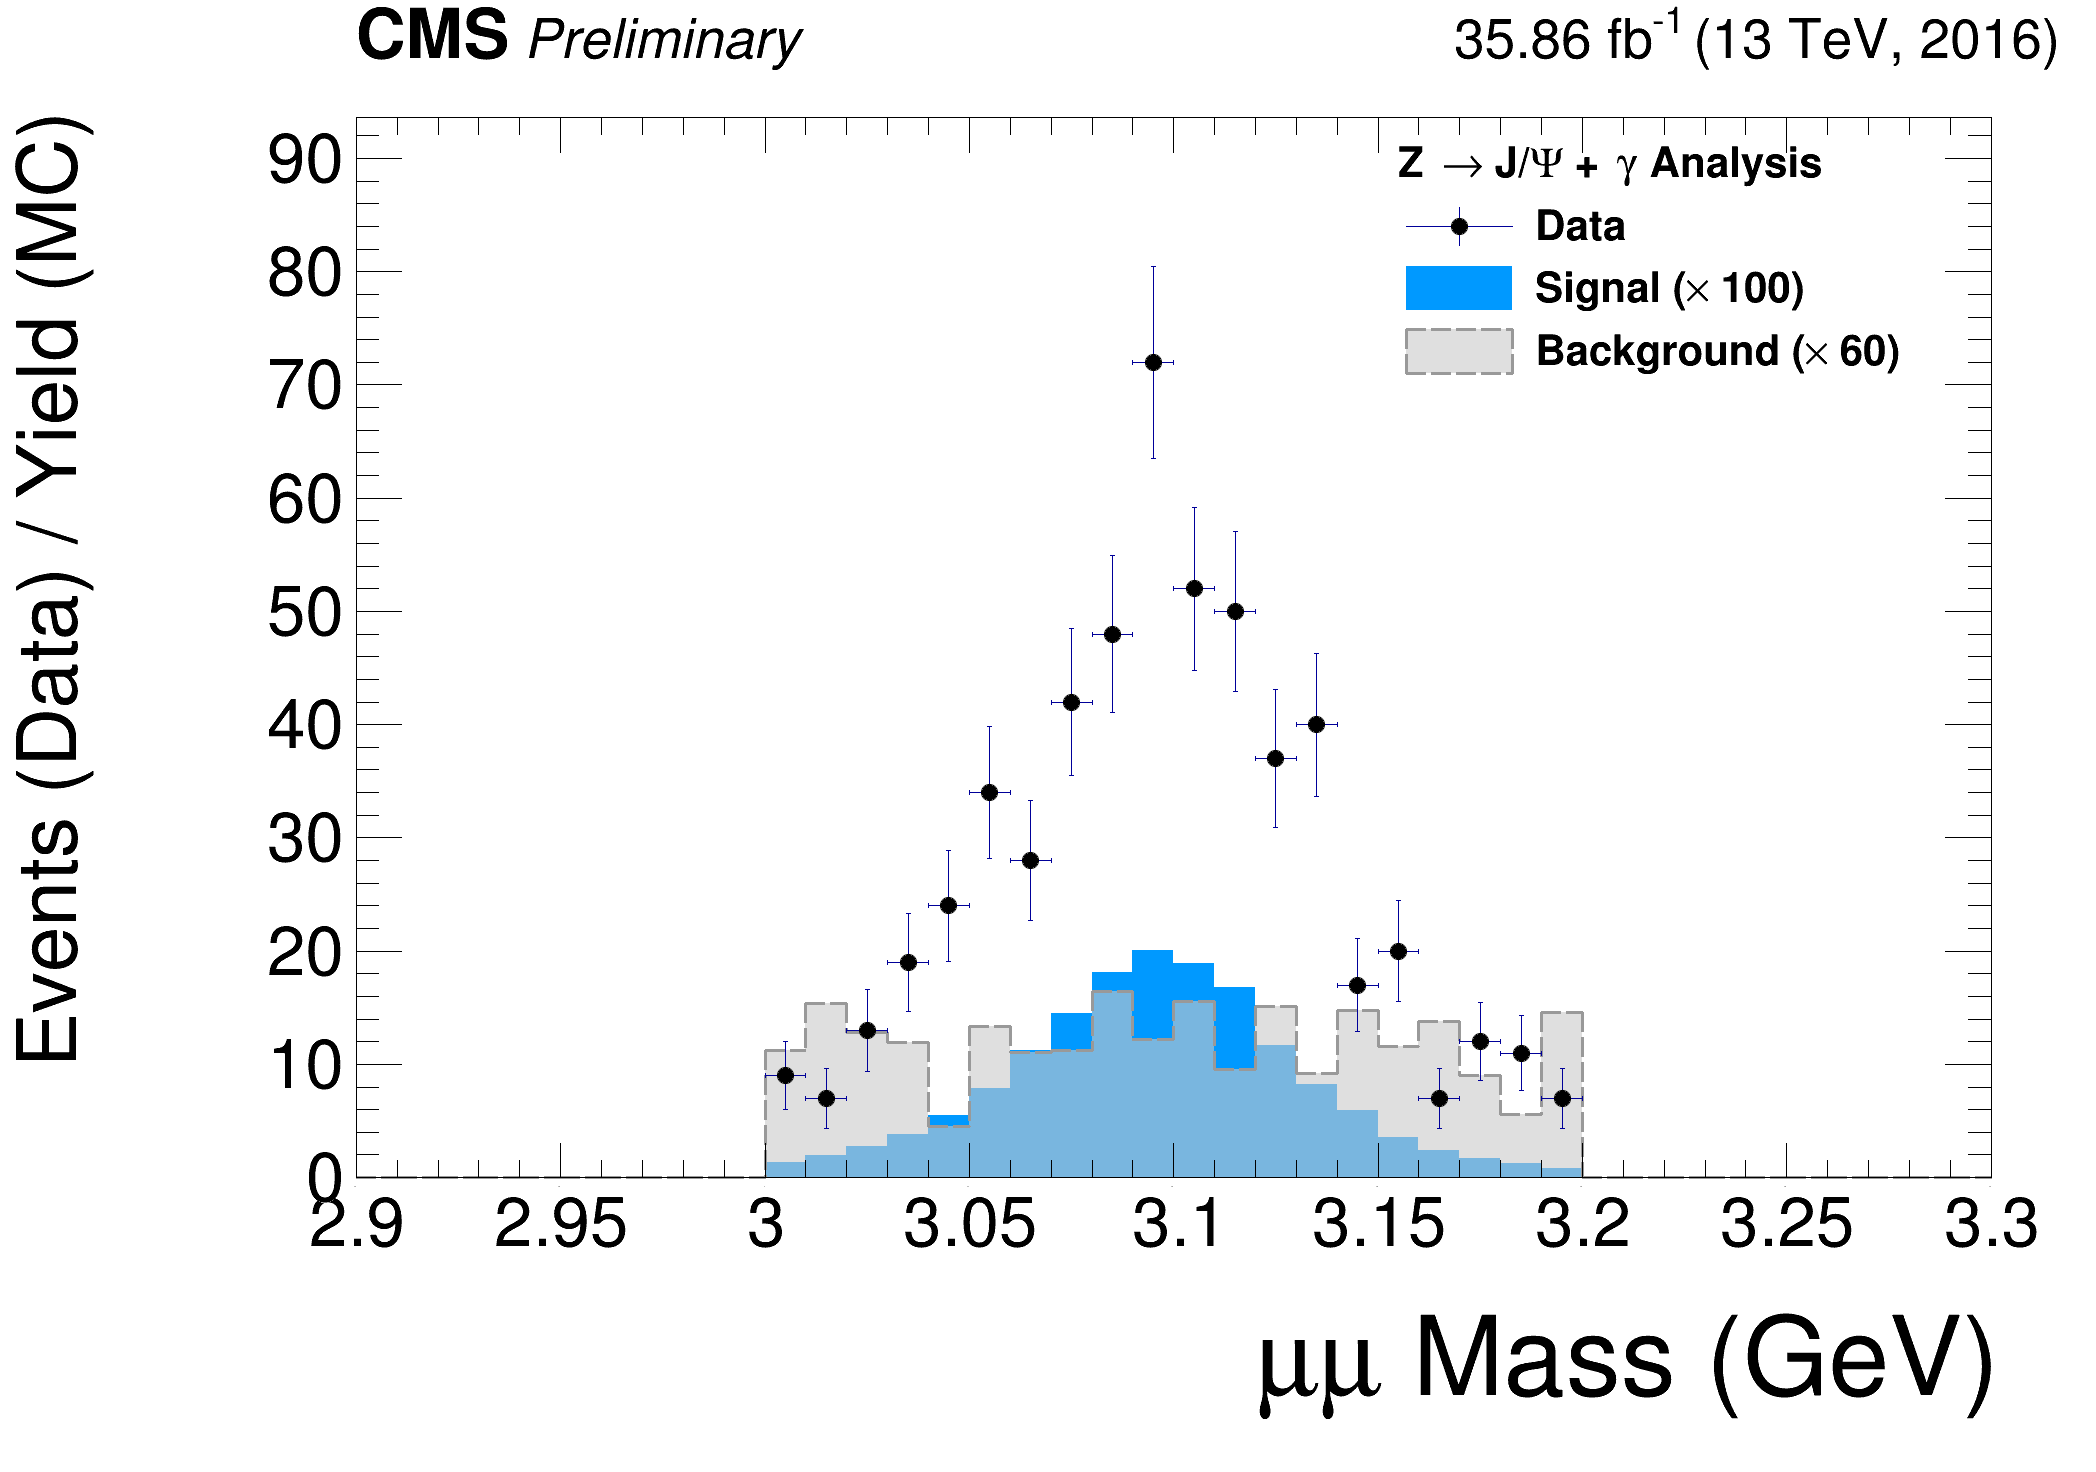 CMS Preliminary
35.86 fb-1 (13 TeV, 2016)
Events (Data) / Yield (MC)
90
80
70
60
50
40
30
20
10
0
Z → J/Ψ + γ Analysis
Data
Signal (× 100)
Background (× 60)
2.9 2.95 3 3.05 3.1 3.15 3.2 3.25 3.3
μμ Mass (GeV)